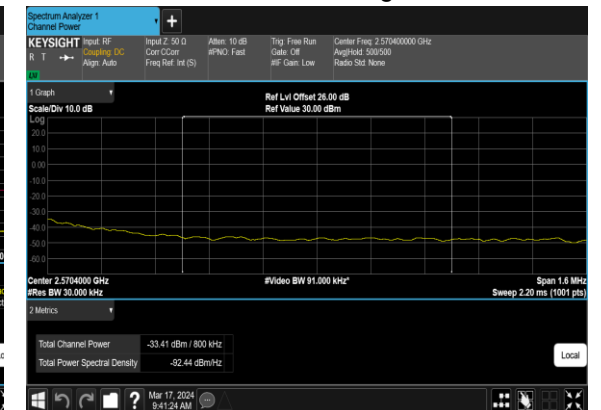 Spectrum Analyzer 1
Channel Power
+
KEYSIGHT Input: RF Input Z: 50 Ω Atten: 10 dB Trig: Free Run Center Freq: 2.570400000 GHz
R T Coupling: DC Corr CCorr #PNO: Fast Gate: Off Avg|Hold: 500/500
Align: Auto Freq Ref: Int (S) #IF Gain: Low Radio Std: None
LXI
1 Graph
Ref Lvl Offset 26.00 dB
Scale/Div 10.0 dB Ref Value 30.00 dBm
Log
20.0
10.0
0.00
-10.0
-20.0
-30.0
-40.0
-50.0
-60.0
Center 2.5704000 GHz #Video BW 91.000 kHz* Span 1.6 MHz
#Res BW 30.000 kHz Sweep 2.20 ms (1001 pts)
2 Metrics
Total Channel Power -33.41 dBm / 800 kHz
Total Power Spectral Density -92.44 dBm/Hz
Local
? Mar 17, 2024
9:41:24 AM